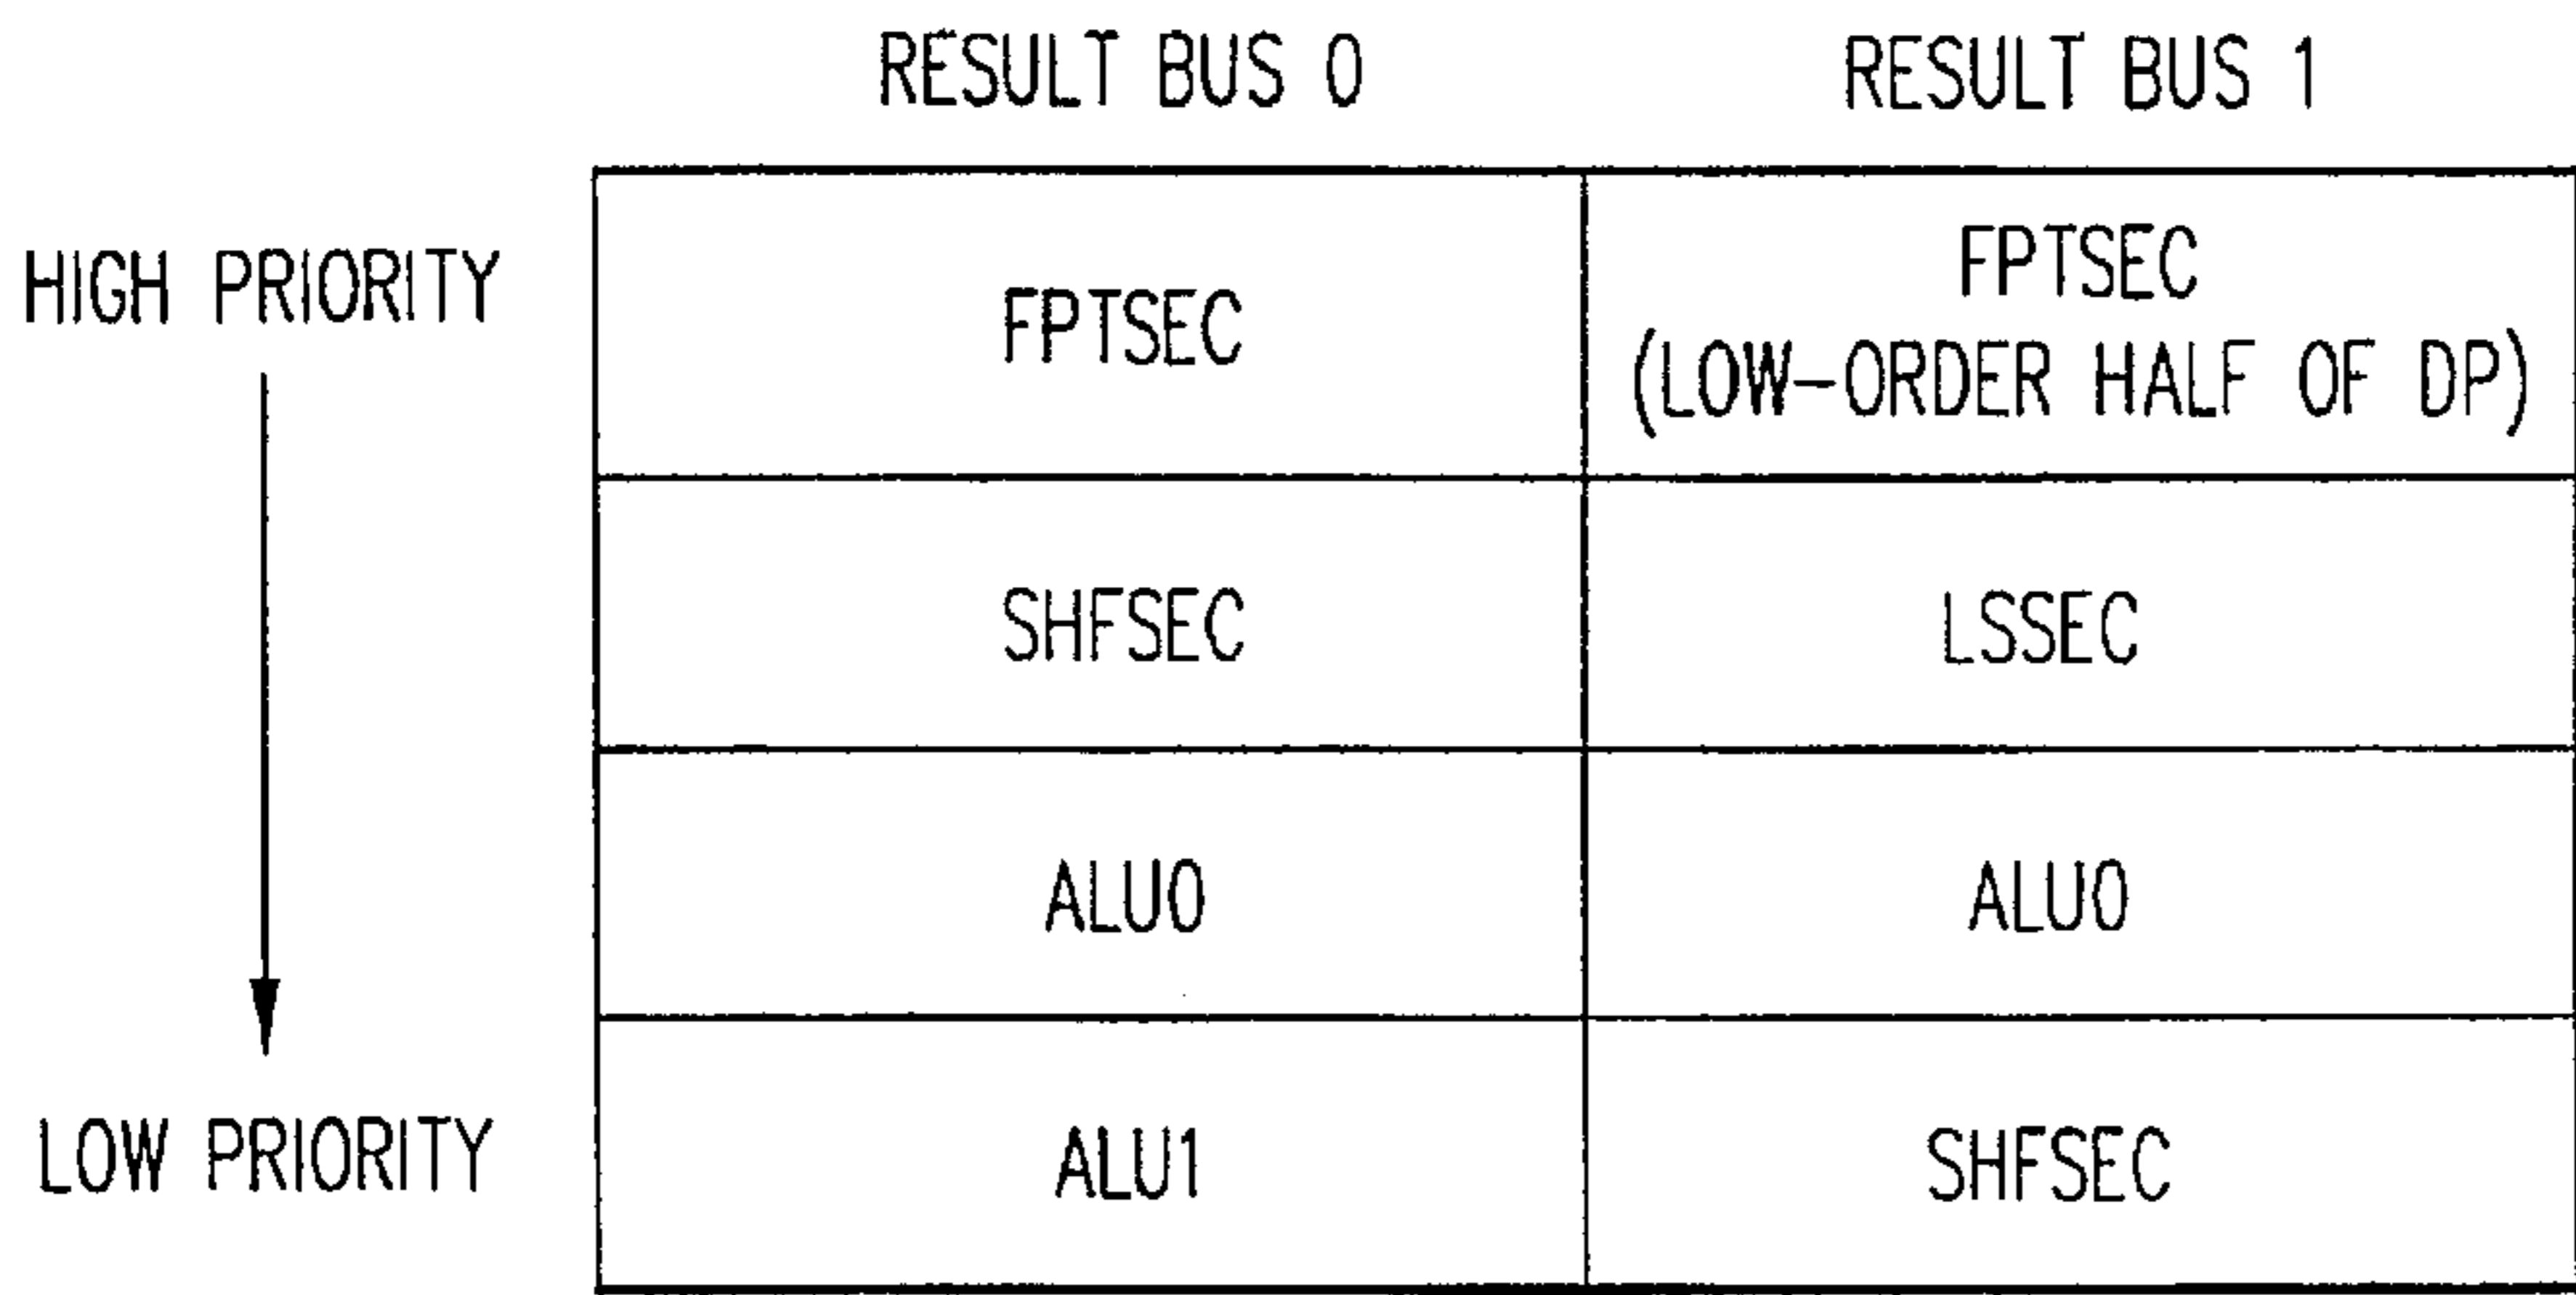 RESULT BUS 0
RESULT BUS 1
HIGH PRIORITY
FPTSEC
FPTSEC
(LOW-ORDER HALF OF DP)
SHFSEC
LSSEC
ALU0
ALU0
LOW PRIORITY
ALU1
SHFSEC